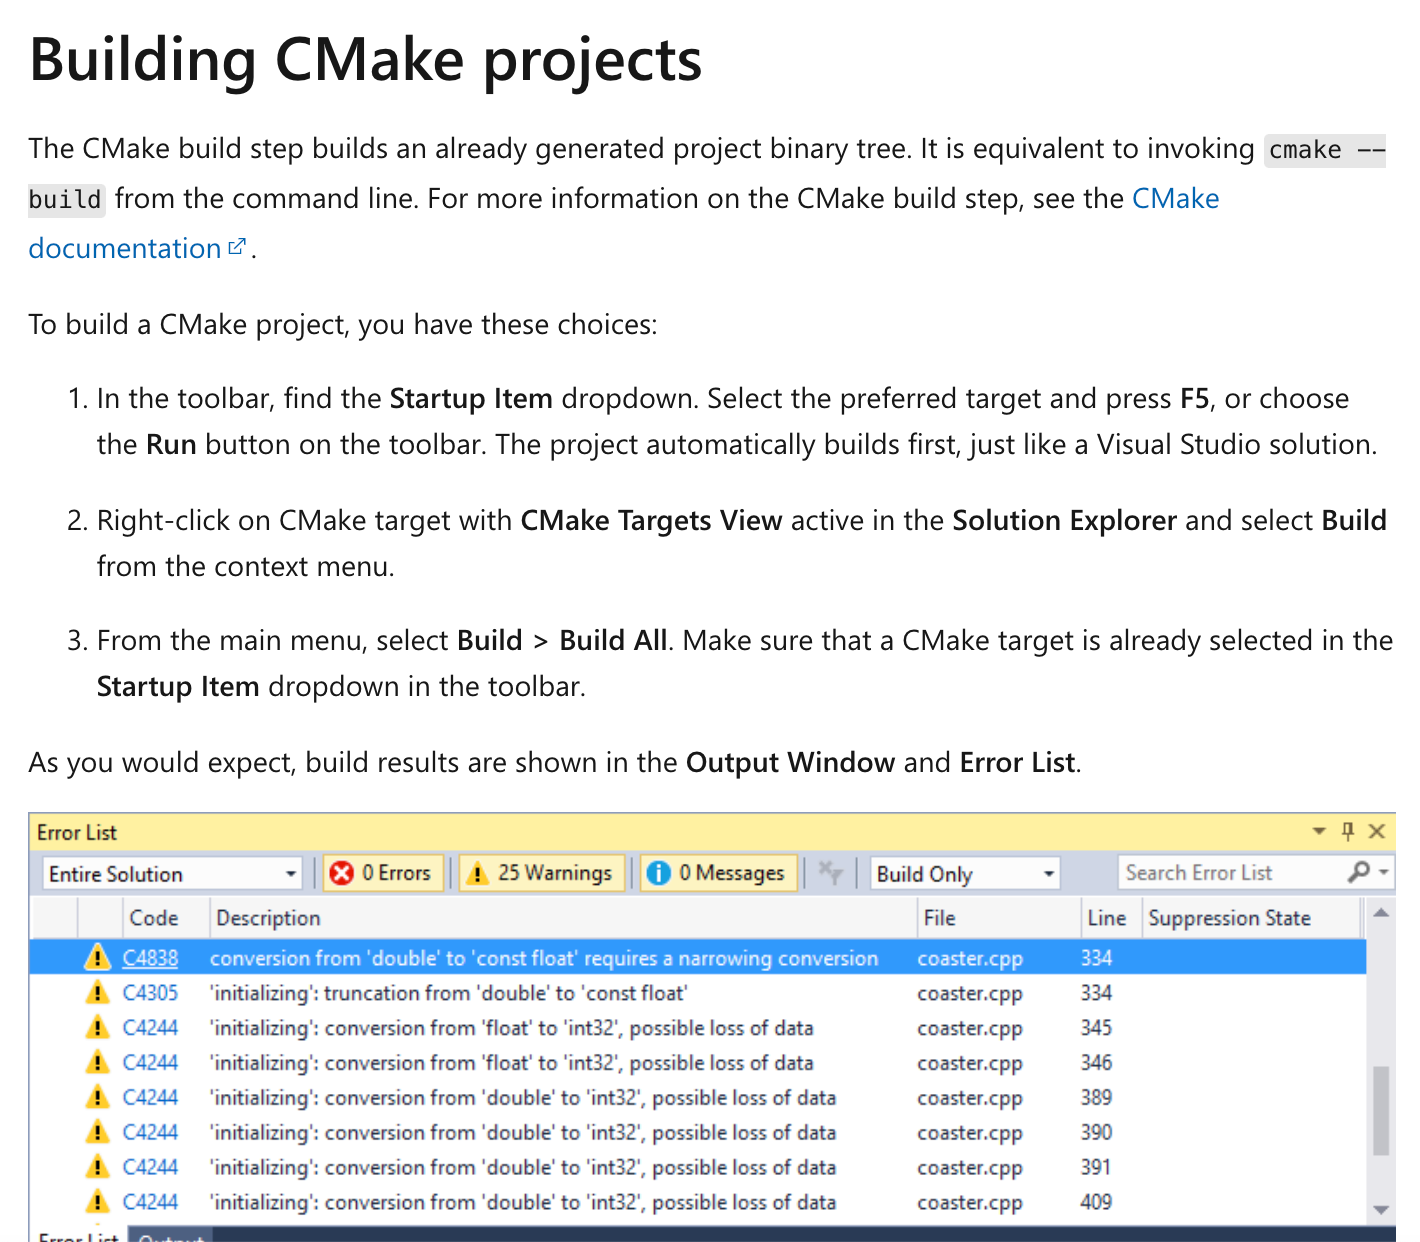 Building CMake projects
The CMake build step builds an already generated project binary tree. It is equivalent to invoking cmake --
build from the command line. For more information on the CMake build step, see the CMake
documentation.
To build a CMake project, you have these choices:
1. In the toolbar, find the Startup Item dropdown. Select the preferred target and press F5, or choose
the Run button on the toolbar. The project automatically builds first, just like a Visual Studio solution.
2. Right-click on CMake target with CMake Targets View active in the Solution Explorer and select Build
from the context menu.
3. From the main menu, select Build > Build All. Make sure that a CMake target is already selected in the
Startup Item dropdown in the toolbar.
As you would expect, build results are shown in the Output Window and Error List.
Error List
Entire Solution 0 Errors 25 Warnings 0 Messages Build Only Search Error List
Code Description File Line Suppression State
C4838 conversion from 'double' to 'const float' requires a narrowing conversion coaster.cpp 334
C4305 'initializing': truncation from 'double' to 'const float' coaster.cpp 334
C4244 'initializing': conversion from 'float' to 'int32', possible loss of data coaster.cpp 345
C4244 'initializing': conversion from 'float' to 'int32', possible loss of data coaster.cpp 346
C4244 'initializing': conversion from 'double' to 'int32', possible loss of data coaster.cpp 389
C4244 'initializing': conversion from 'double' to 'int32', possible loss of data coaster.cpp 390
C4244 'initializing': conversion from 'double' to 'int32', possible loss of data coaster.cpp 391
C4244 'initializing': conversion from 'double' to 'int32', possible loss of data coaster.cpp 409
Error List Output